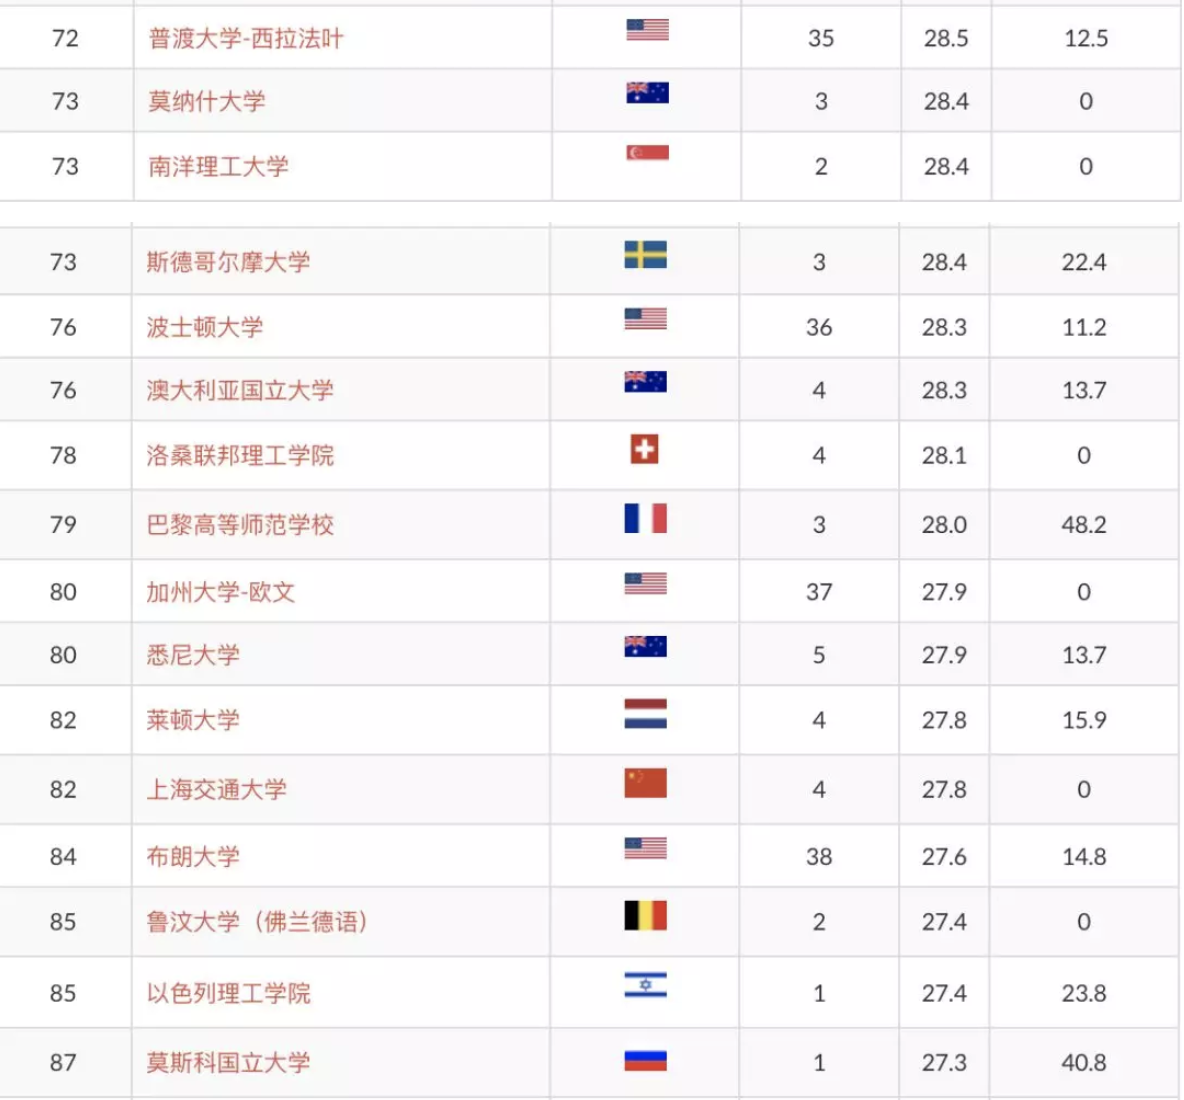 72 普渡大学-西拉法叶 35 28.5 12.5
73 莫纳什大学 3 28.4 0
73 南洋理工大学 2 28.4 0
73 斯德哥尔摩大学 3 28.4 22.4
76 波士顿大学 36 28.3 11.2
76 澳大利亚国立大学 4 28.3 13.7
78 洛桑联邦理工学院 4 28.1 0
79 巴黎高等师范学校 3 28.0 48.2
80 加州大学-欧文 37 27.9 0
80 悉尼大学 5 27.9 13.7
82 莱顿大学 4 27.8 15.9
82 上海交通大学 4 27.8 0
84 布朗大学 38 27.6 14.8
85 鲁汶大学（佛兰德语） 2 27.4 0
85 以色列理工学院 1 27.4 23.8
87 莫斯科国立大学 1 27.3 40.8